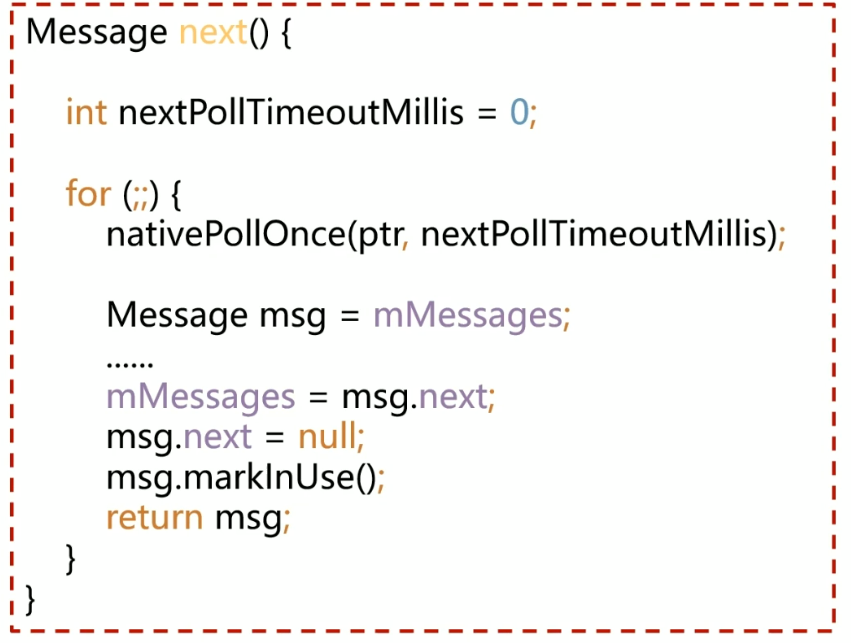 Message next() {
int nextPollTimeoutMillis = 0;
for (;;) {
nativePollOnce(ptr, nextPollTimeoutMillis);
Message msg = mMessages;
......
mMessages = msg.next;
msg.next = null;
msg.markInUse();
return msg;
}
}